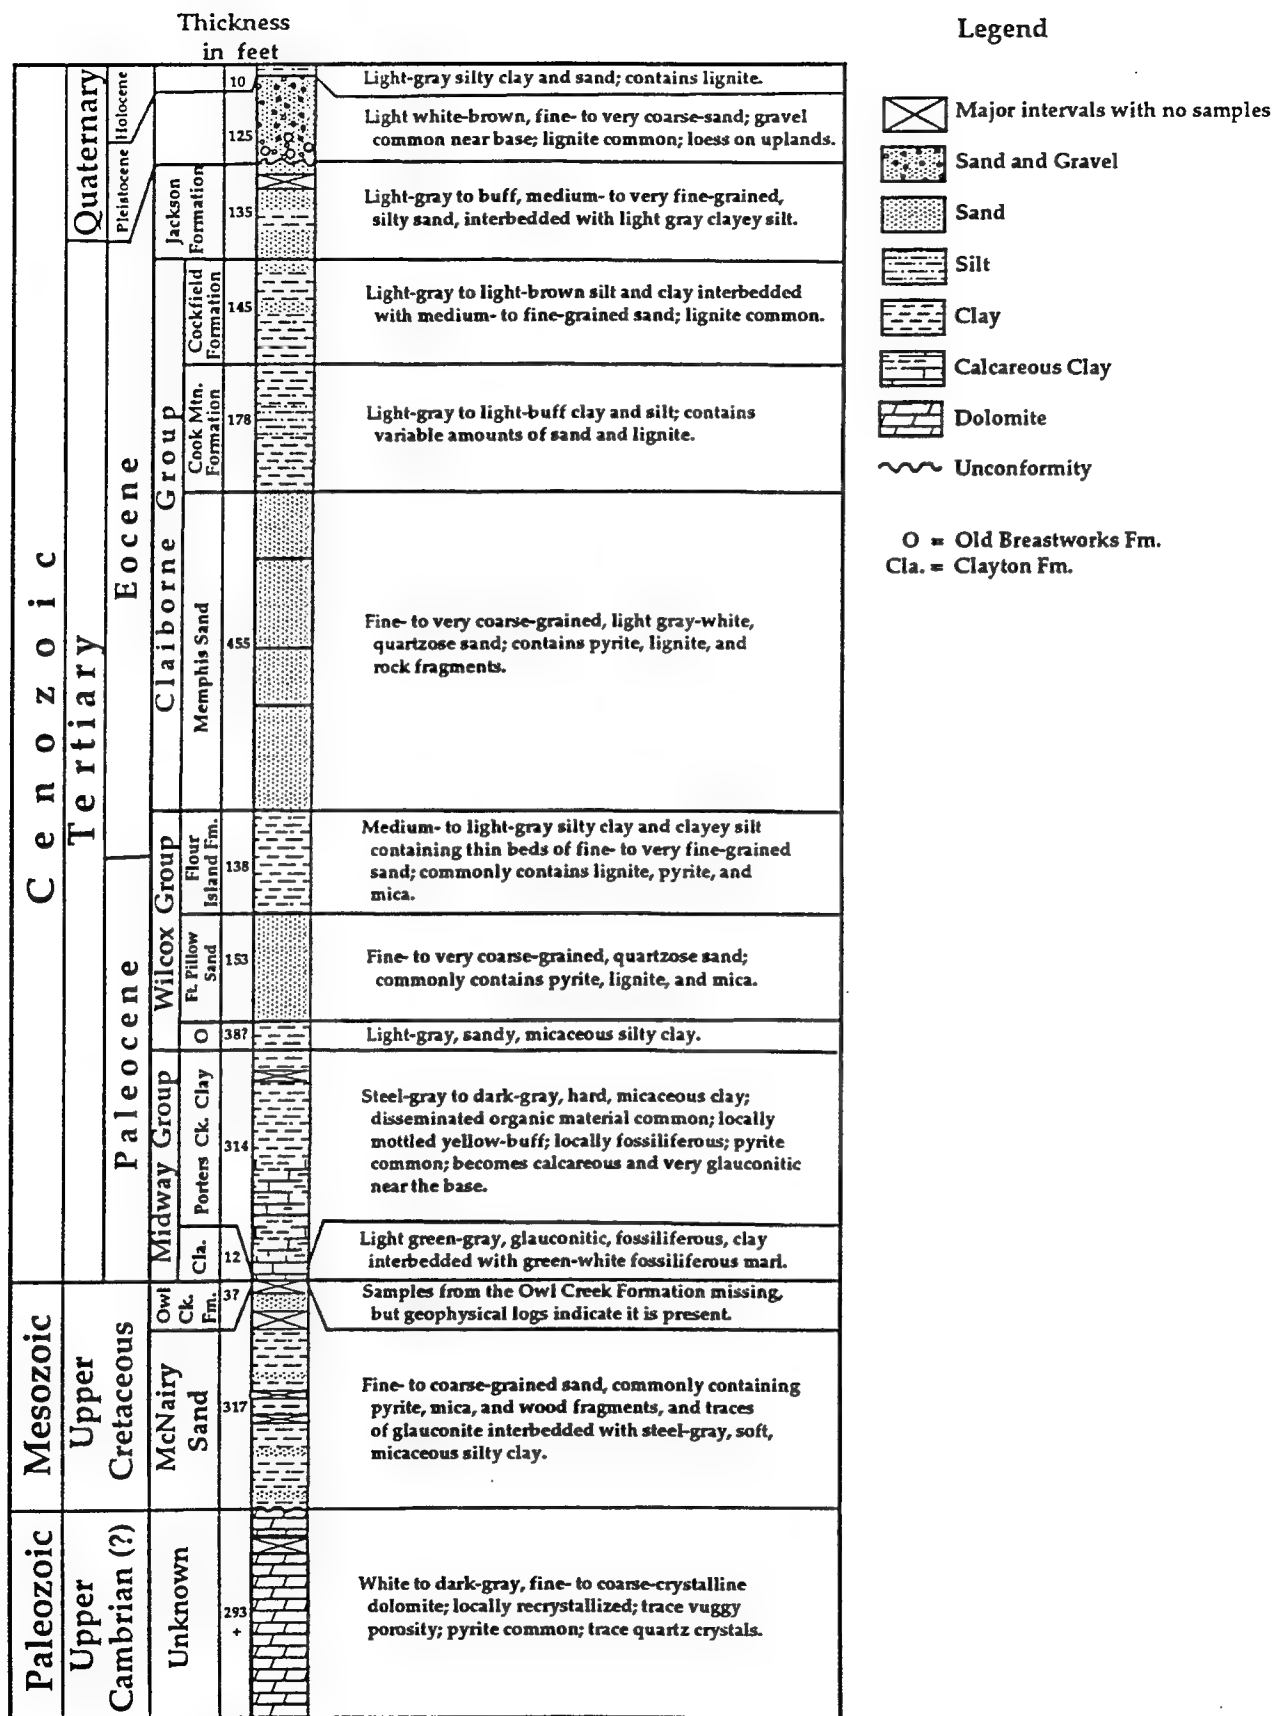 Thickness
in feet
Legend
Cenozoic
Quaternary
Holocene
Pleistocene
10
Light-gray silty clay and sand; contains lignite.
125
Light white-brown, fine- to very coarse-sand; gravel
common near base; lignite common; loess on uplands.
Tertiary
Eocene
Jackson
Formation
135
Light-gray to buff, medium- to very fine-grained,
silty sand, interbedded with light gray clayey silt.
Claiborne Group
Cockfield
Formation
145
Light-gray to light-brown silt and clay interbedded
with medium- to fine-grained sand; lignite common.
Cook Mtn.
Formation
178
Light-gray to light-buff clay and silt; contains
variable amounts of sand and lignite.
Memphis Sand
455
Fine- to very coarse-grained, light gray-white,
quartzose sand; contains pyrite, lignite, and
rock fragments.
Paleocene
Wilcox Group
Flour
Island Fm.
138
Medium- to light-gray silty clay and clayey silt
containing thin beds of fine- to very fine-grained
sand; commonly contains lignite, pyrite, and
mica.
Ft. Pillow
Sand
153
Fine- to very coarse-grained, quartzose sand;
commonly contains pyrite, lignite, and mica.
O
38?
Light-gray, sandy, micaceous silty clay.
Midway Group
Porters Ck. Clay
314
Steel-gray to dark-gray, hard, micaceous clay;
disseminated organic material common; locally
mottled yellow-buff; locally fossiliferous; pyrite
common; becomes calcareous and very glauconitic
near the base.
Cla.
12
Light green-gray, glauconitic, fossiliferous, clay
interbedded with green-white fossiliferous marl.
Mesozoic
Upper
Cretaceous
Owl
Ck.
Fm.
3?
Samples from the Owl Creek Formation missing,
but geophysical logs indicate it is present.
McNairy
Sand
317
Fine- to coarse-grained sand, commonly containing
pyrite, mica, and wood fragments, and traces
of glauconite interbedded with steel-gray, soft,
micaceous silty clay.
Paleozoic
Upper
Cambrian (?)
Unknown
293
+
White to dark-gray, fine- to coarse-crystalline
dolomite; locally recrystallized; trace vuggy
porosity; pyrite common; trace quartz crystals.
Major intervals with no samples
Sand and Gravel
Sand
Silt
Clay
Calcareous Clay
Dolomite
Unconformity
O = Old Breastworks Fm.
Cla. = Clayton Fm.